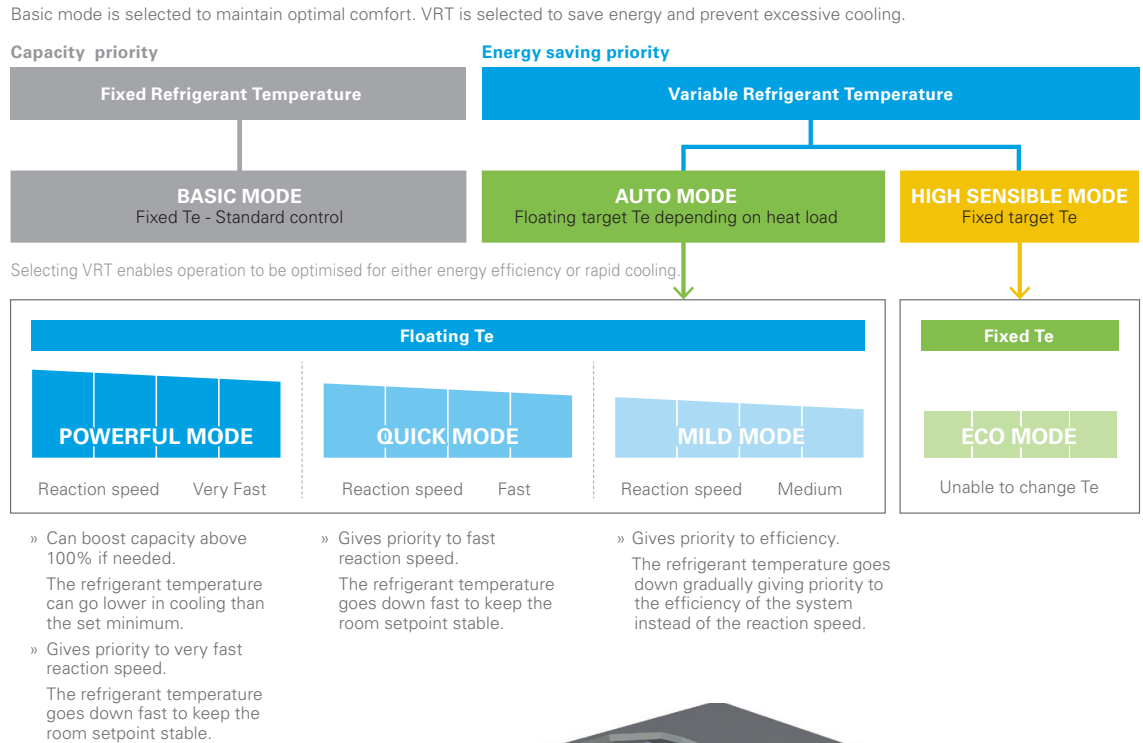 Basic mode is selected to maintain optimal comfort. VRT is selected to save energy and prevent excessive cooling.
Capacity priority
Energy saving priority
Fixed Refrigerant Temperature
Variable Refrigerant Temperature
BASIC MODE
Fixed Te - Standard control
AUTO MODE
Floating target Te depending on heat load
HIGH SENSIBLE MODE
Fixed target Te
Selecting VRT enables operation to be optimised for either energy efficiency or rapid cooling.
Floating Te
Fixed Te
POWERFUL MODE
QUICK MODE
MILD MODE
ECO MODE
Reaction speed Very Fast
Reaction speed Fast
Reaction speed Medium
Unable to change Te
» Can boost capacity above
100% if needed.
The refrigerant temperature
can go lower in cooling than
the set minimum.
» Gives priority to very fast
reaction speed.
The refrigerant temperature
goes down fast to keep the
room setpoint stable.
» Gives priority to fast
reaction speed.
The refrigerant temperature
goes down fast to keep the
room setpoint stable.
» Gives priority to efficiency.
The refrigerant temperature goes
down gradually giving priority to
the efficiency of the system
instead of the reaction speed.